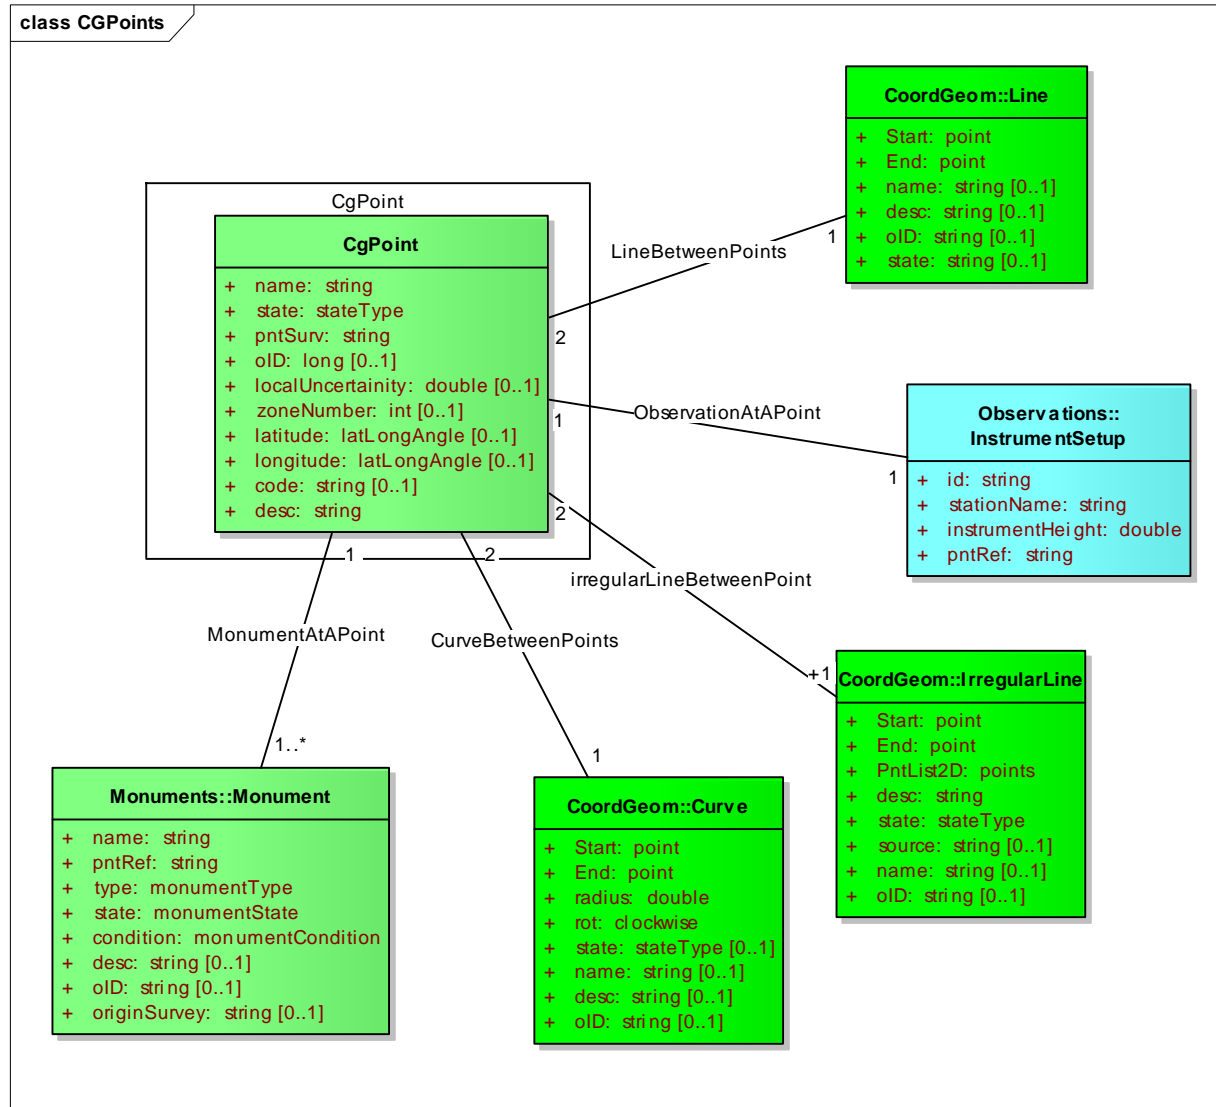 class CGPoints
CoordGeom::Line
+ Start: point
+ End: point
+ name: string [0..1]
+ desc: string [0..1]
+ oID: string [0..1]
+ state: string [0..1]
CgPoint
CgPoint
+ name: string
+ state: stateType
+ pntSurv: string
+ oID: long [0..1]
+ localUncertainity: double [0..1]
+ zoneNumber: int [0..1]
+ latitude: latLongAngle [0..1]
+ longitude: latLongAngle [0..1]
+ code: string [0..1]
+ desc: string
LineBetweenPoints
1
2
ObservationAtAPoint
1
1
Observations::
InstrumentSetup
+ id: string
+ stationName: string
+ instrumentHeight: double
+ pntRef: string
2
irregularLineBetweenPoint
+1
1
2
MonumentAtAPoint
CurveBetweenPoints
1..*
1
CoordGeom::IrregularLine
+ Start: point
+ End: point
+ PntList2D: points
+ desc: string
+ state: stateType
+ source: string [0..1]
+ name: string [0..1]
+ oID: string [0..1]
Monuments::Monument
+ name: string
+ pntRef: string
+ type: monumentType
+ state: monumentState
+ condition: monumentCondition
+ desc: string [0..1]
+ oID: string [0..1]
+ originSurvey: string [0..1]
CoordGeom::Curve
+ Start: point
+ End: point
+ radius: double
+ rot: clockwise
+ state: stateType [0..1]
+ name: string [0..1]
+ desc: string [0..1]
+ oID: string [0..1]